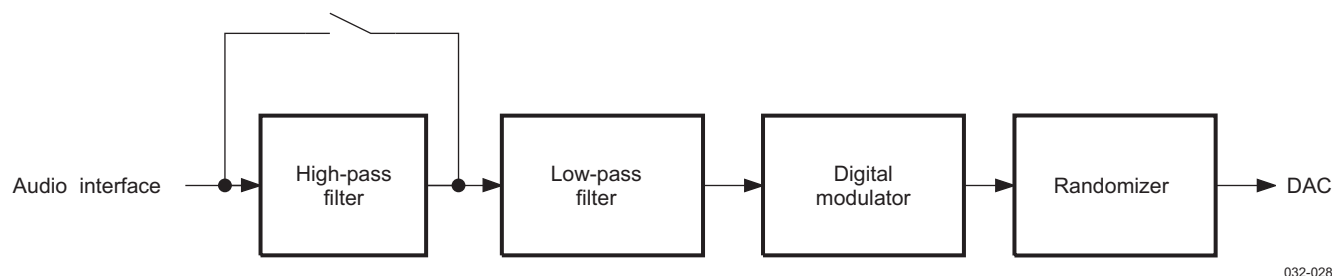 Audio interface
High-pass
filter
Low-pass
filter
Digital
modulator
Randomizer
DAC
032-028